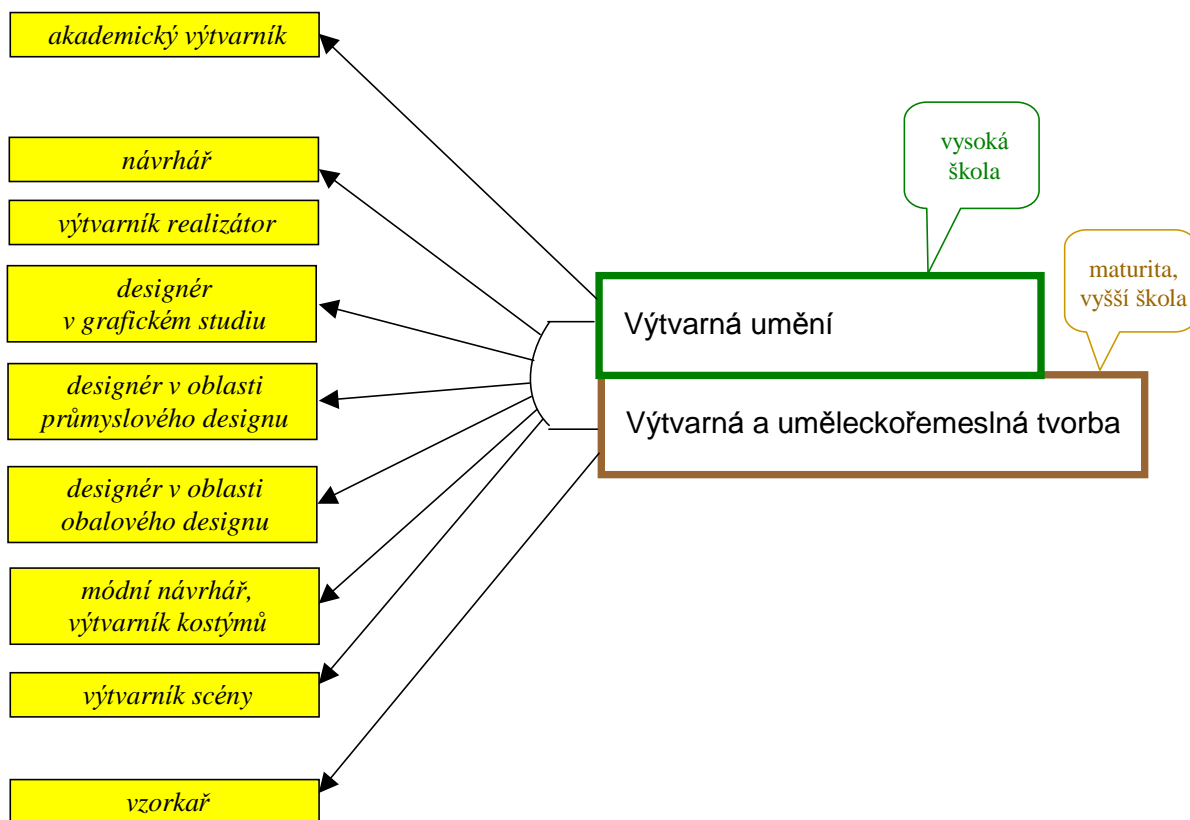 akademický výtvarník
návrhář
výtvarník realizátor
designér
v grafickém studiu
designér v oblasti
průmyslového designu
designér v oblasti
obalového designu
módní návrhář,
výtvarník kostýmů
výtvarník scény
vzorkař
vysoká
škola
maturita,
vyšší škola
Výtvarná umění
Výtvarná a uměleckořemeslná tvorba